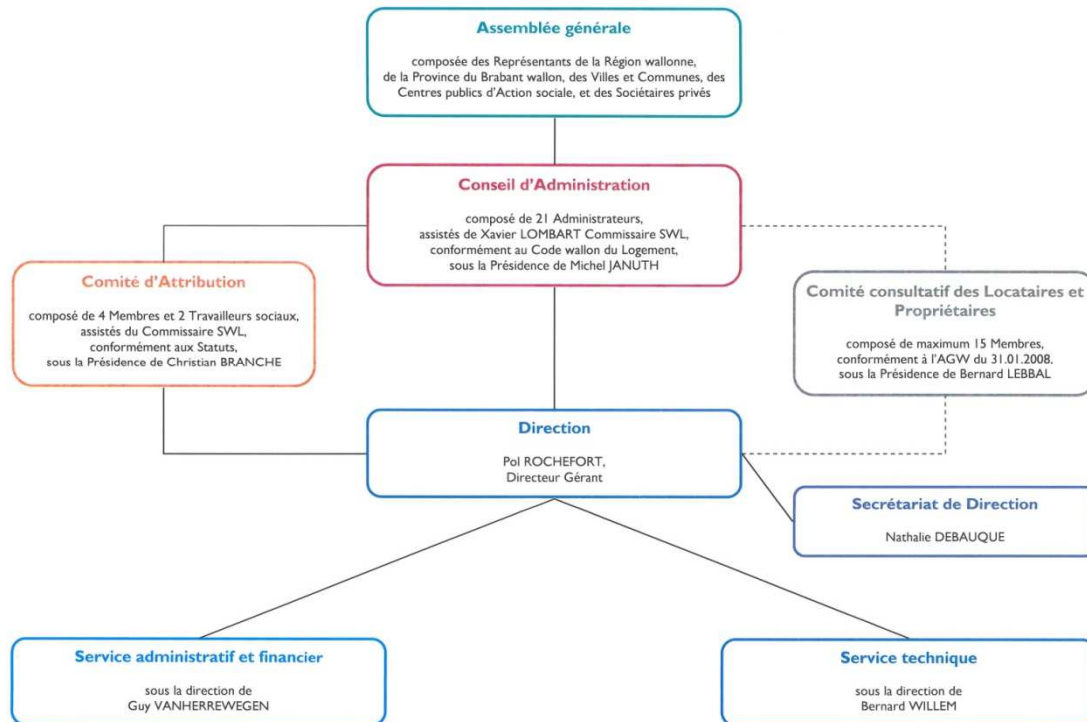 Assemblée générale
composée des Représentants de la Région wallonne,
de la Province du Brabant wallon, des Villes et Communes, des
Centres publics d'Action sociale, et des Sociétaires privés
Conseil d'Administration
composé de 21 Administrateurs,
assistés de Xavier LOMBART Commissaire SWL,
conformément au Code wallon du Logement,
sous la Présidence de Michel JANUTH
Comité d'Attribution
composé de 4 Membres et 2 Travailleurs sociaux,
assistés du Commissaire SWL,
conformément aux Statuts,
sous la Présidence de Christian BRANCHE
Comité consultatif des Locataires et
Propriétaires
composé de maximum 15 Membres,
conformément à l'AGW du 31.01.2008.
sous la Présidence de Bernard LEBBAL
Direction
Pol ROCHEFORT,
Directeur Gérant
Secrétariat de Direction
Nathalie DEBAUQUE
Service administratif et financier
sous la direction de
Guy VANHERREWEGEN
Service technique
sous la direction de
Bernard WILLEM